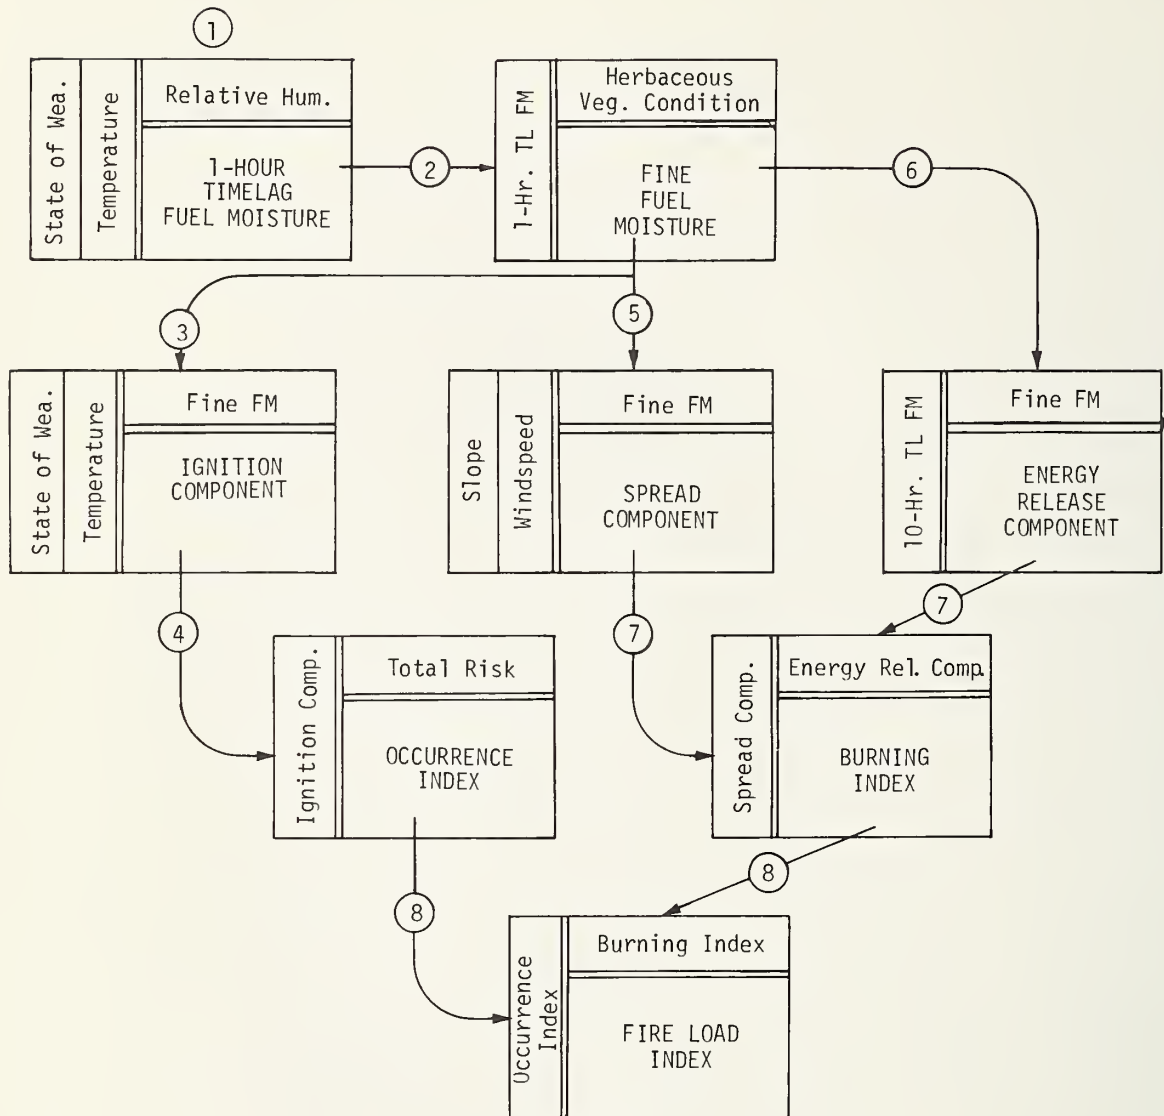 1
State of Wea.
Temperature
Relative Hum.
1-HOUR
TIMELAG
FUEL MOISTURE
2
1-Hr. TL FM
Herbaceous
Veg. Condition
FINE
FUEL
MOISTURE
6
3
5
State of Wea.
Temperature
Fine FM
IGNITION
COMPONENT
Slope
Windspeed
Fine FM
SPREAD
COMPONENT
10-Hr. TL FM
Fine FM
ENERGY
RELEASE
COMPONENT
4
7
7
Ignition Comp.
Total Risk
OCCURRENCE
INDEX
Spread Comp.
Energy Rel. Comp.
BURNING
INDEX
8
8
Occurrence
Index
Burning Index
FIRE LOAD
INDEX